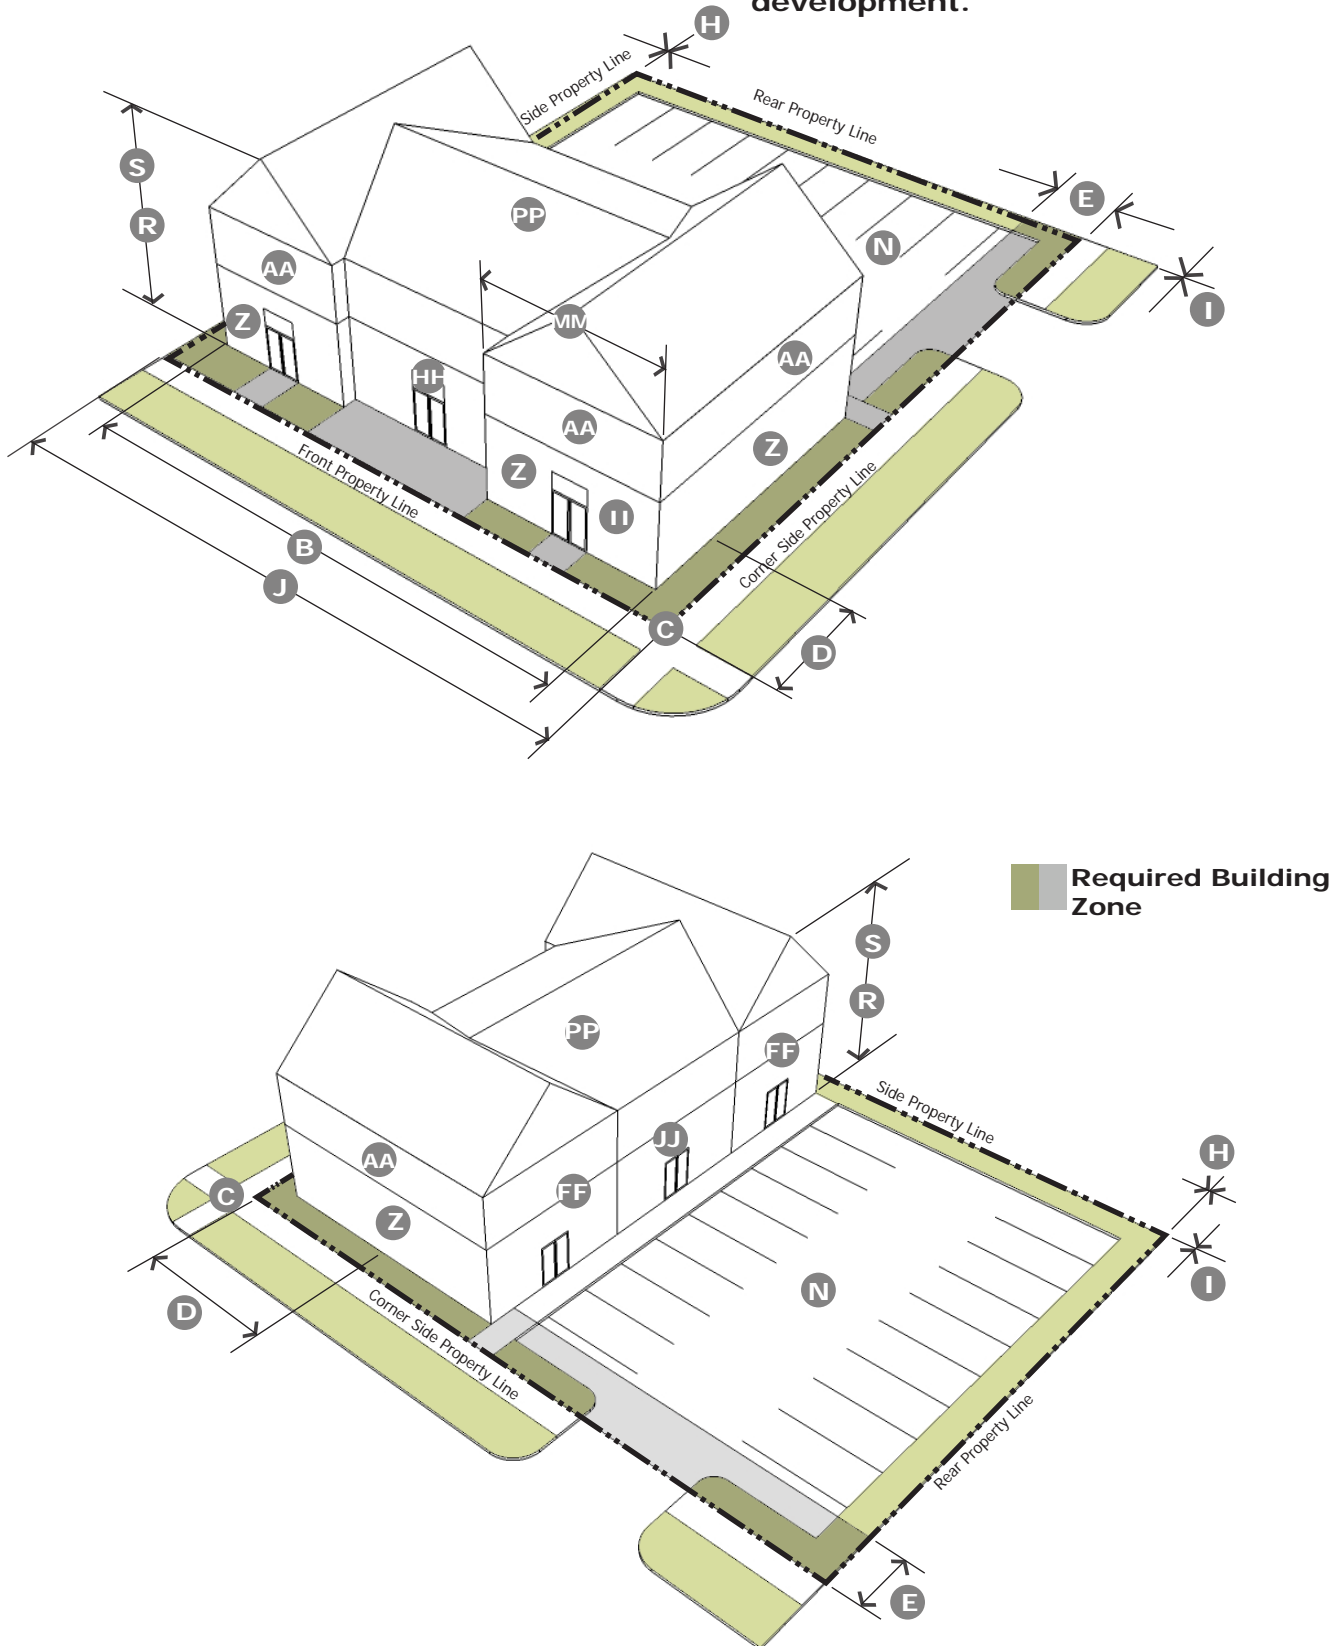 development.
H
Side Property Line
Rear Property Line
S
E
R
PP
N
AA
I
Z
MM
HH
AA
AA
Z
Z
II
Front Property Line
Corner Side Property Line
B
J
C
D
Required Building
Zone
S
R
PP
FF
Side Property Line
JJ
H
AA
FF
C
Z
I
D
N
Corner Side Property Line
Rear Property Line
E